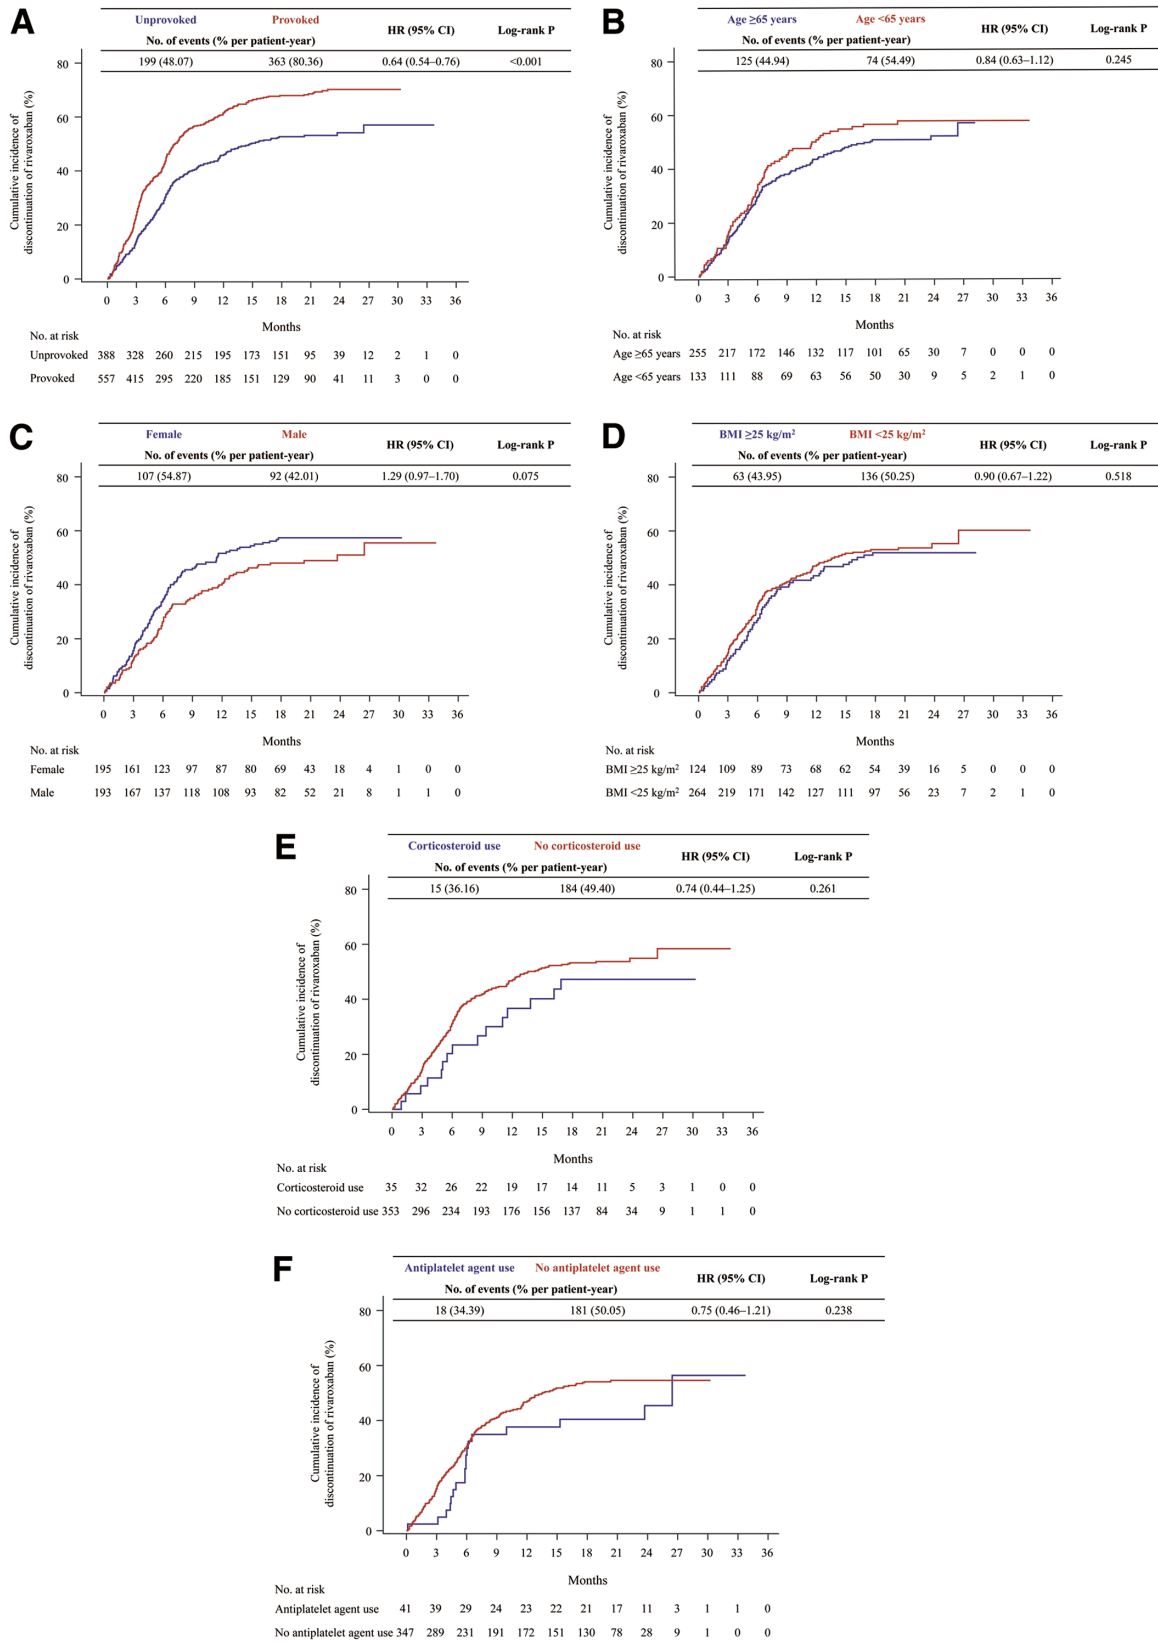 A
Unprovoked Provoked HR (95% CI) Log-rank P
No. of events (% per patient-year)
199 (48.07) 363 (80.36) 0.64 (0.54–0.76) <0.001
Cumulative incidence of
discontinuation of rivaroxaban (%)
80
60
40
20
0
0 3 6 9 12 15 18 21 24 27 30 33 36
Months
No. at risk
Unprovoked 388 328 260 215 195 173 151 95 39 12 2 1 0
Provoked 557 415 295 220 185 151 129 90 41 11 3 0 0
B
Age ≥65 years Age <65 years HR (95% CI) Log-rank P
No. of events (% per patient-year)
125 (44.94) 74 (54.49) 0.84 (0.63–1.12) 0.245
Cumulative incidence of
discontinuation of rivaroxaban (%)
80
60
40
20
0
0 3 6 9 12 15 18 21 24 27 30 33 36
Months
No. at risk
Age ≥65 years 255 217 172 146 132 117 101 65 30 7 0 0 0
Age <65 years 133 111 88 69 63 56 50 30 9 5 2 1 0
C
Female Male HR (95% CI) Log-rank P
No. of events (% per patient-year)
107 (54.87) 92 (42.01) 1.29 (0.97–1.70) 0.075
Cumulative incidence of
discontinuation of rivaroxaban (%)
80
60
40
20
0
0 3 6 9 12 15 18 21 24 27 30 33 36
Months
No. at risk
Female 195 161 123 97 87 80 69 43 18 4 1 0 0
Male 193 167 137 118 108 93 82 52 21 8 1 1 0
D
BMI ≥25 kg/m² BMI <25 kg/m² HR (95% CI) Log-rank P
No. of events (% per patient-year)
63 (43.95) 136 (50.25) 0.90 (0.67–1.22) 0.518
Cumulative incidence of
discontinuation of rivaroxaban (%)
80
60
40
20
0
0 3 6 9 12 15 18 21 24 27 30 33 36
Months
No. at risk
BMI ≥25 kg/m² 124 109 89 73 68 62 54 39 16 5 0 0 0
BMI <25 kg/m² 264 219 171 142 127 111 97 56 23 7 2 1 0
E
Corticosteroid use No corticosteroid use HR (95% CI) Log-rank P
No. of events (% per patient-year)
15 (36.16) 184 (49.40) 0.74 (0.44–1.25) 0.261
Cumulative incidence of
discontinuation of rivaroxaban (%)
80
60
40
20
0
0 3 6 9 12 15 18 21 24 27 30 33 36
Months
No. at risk
Corticosteroid use 35 32 26 22 19 17 14 11 5 3 1 0 0
No corticosteroid use 353 296 234 193 176 156 137 84 34 9 1 1 0
F
Antiplatelet agent use No antiplatelet agent use HR (95% CI) Log-rank P
No. of events (% per patient-year)
18 (34.39) 181 (50.05) 0.75 (0.46–1.21) 0.238
Cumulative incidence of
discontinuation of rivaroxaban (%)
80
60
40
20
0
0 3 6 9 12 15 18 21 24 27 30 33 36
Months
No. at risk
Antiplatelet agent use 41 39 29 24 23 22 21 17 11 3 1 1 0
No antiplatelet agent use 347 289 231 191 172 151 130 78 28 9 1 0 0